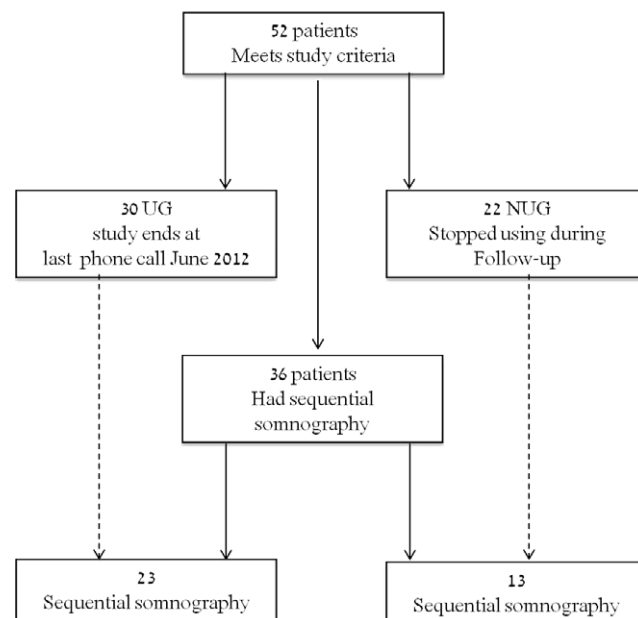 52 patients
Meets study criteria
30 UG
study ends at
last phone call June 2012
22 NUG
Stopped using during
Follow-up
36 patients
Had sequential
somnography
23
Sequential somnography
13
Sequential somnography